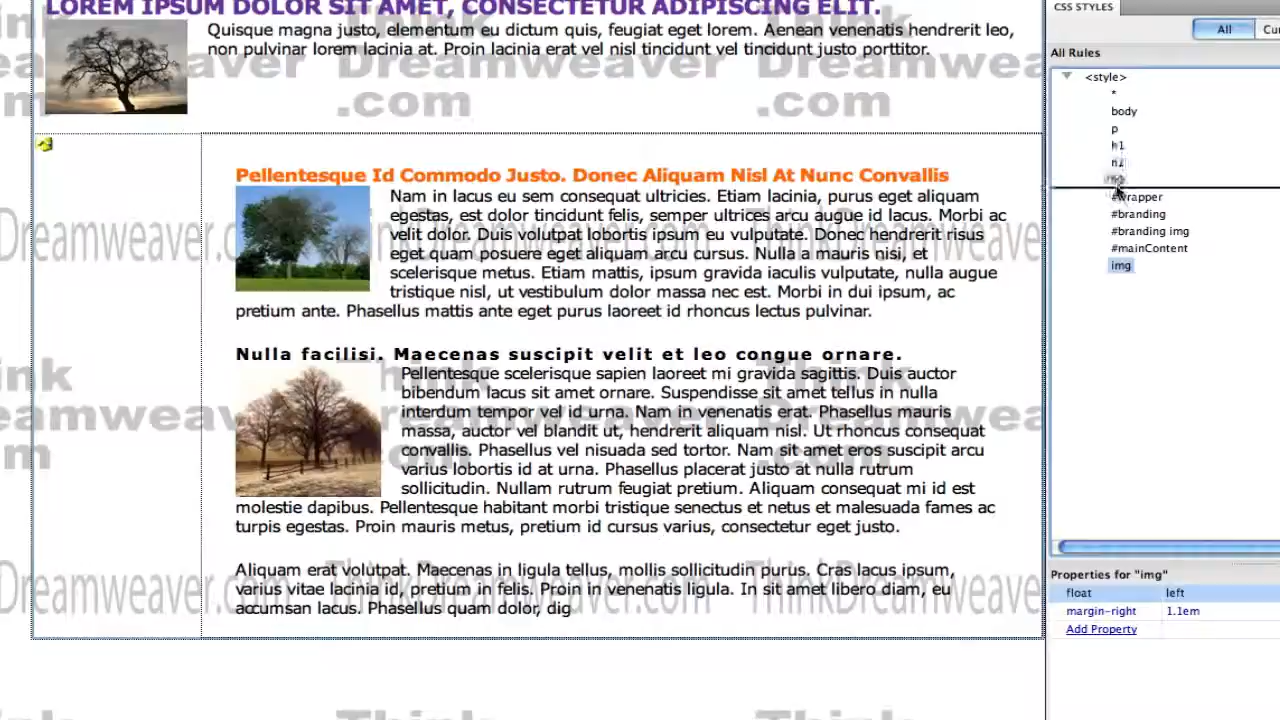 LOREM IPSUM DOLOR SIT AMET, CONSECTETUR ADIPISCING ELIT.
Quisque magna justo, elementum eu dictum quis, feugiat eget lorem. Aenean venenatis hendrerit leo,
non pulvinar lorem lacinia at. Proin lacinia erat vel nisl tincidunt vel tincidunt justo porttitor.
Pellentesque Id Commodo Justo. Donec Aliquam Nisl At Nunc Convallis
Nam in lacus eu sem consequat ultricies. Etiam lacinia, purus eget aliquam
egestas, est dolor tincidunt felis, semper ultrices arcu augue id lacus. Morbi ac
velit dolor. Duis volutpat lobortis ipsum eu vulputate. Donec hendrerit risus
eget quam posuere eget aliquam arcu cursus. Nulla a mauris nisi, et
scelerisque metus. Etiam mattis, ipsum gravida iaculis vulputate, nulla augue
tristique nisl, ut vestibulum dolor massa nec est. Morbi in dui ipsum, ac
pretium ante. Phasellus mattis ante eget purus laoreet id rhoncus lectus pulvinar.
Nulla facilisi. Maecenas suscipit velit et leo congue ornare.
Pellentesque scelerisque sapien laoreet mi gravida sagittis. Duis auctor
bibendum lacus sit amet ornare. Suspendisse sit amet tellus in nulla
interdum tempor vel id urna. Nam in venenatis erat. Phasellus mauris
massa, auctor vel blandit ut, hendrerit aliquam nisl. Ut rhoncus consequat
convallis. Phasellus vel nisuada sed tortor. Nam sit amet eros suscipit arcu
varius lobortis id at urna. Phasellus placerat justo at nulla rutrum
sollicitudin. Nullam rutrum feugiat pretium. Aliquam consequat mi id est
molestie dapibus. Pellentesque habitant morbi tristique senectus et netus et malesuada fames ac
turpis egestas. Proin mauris metus, pretium id cursus varius, consectetur eget justo.
Aliquam erat volutpat. Maecenas in ligula tellus, mollis sollicitudin purus. Cras lacus ipsum,
varius vitae lacinia id, pretium in felis. Proin in venenatis ligula. In sit amet libero diam, eu
accumsan lacus. Phasellus quam dolor, dig
CSS STYLES
All
All Rules
<style>
*
body
p
h1
h2
#wrapper
#branding
#branding img
#mainContent
img
Properties for "img"
float left
margin-right 1.1em
Add Property
Dreamweaver
.com
Dreamweaver
.com
Think
Think
ThinkDreamweaver.com